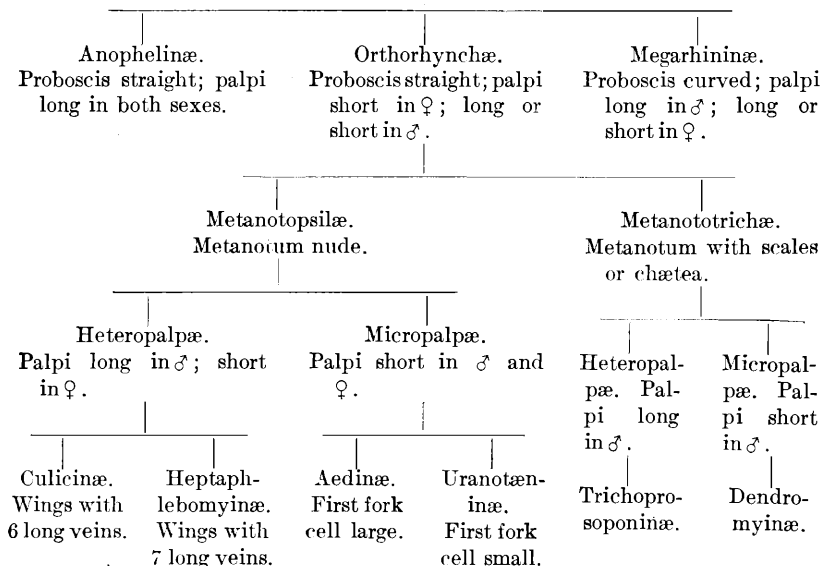 Anophelinæ.
Proboscis straight; palpi
long in both sexes.
Orthorhynchæ.
Proboscis straight; palpi
short in ♀; long or
short in ♂.
Megarhininæ.
Proboscis curved; palpi
long in ♂; long or
short in ♀.
Metanotopsilæ.
Metanotum nude.
Metanototrichæ.
Metanotum with scales
or chætea.
Heteropalpæ.
Palpi long in ♂; short
in ♀.
Micropalpæ.
Palpi short in ♂ and
♀.
Heteropal-
pæ. Pal-
pi long
in ♂.
Micropal-
pæ. Pal-
pi short
in ♂.
Culicinæ.
Wings with
6 long veins.
Heptaph-
lebomyinæ.
Wings with
7 long veins.
Aedinæ.
First fork
cell large.
Uranotæn-
inæ.
First fork
cell small.
Trichopro-
soponinæ.
Dendro-
myinæ.